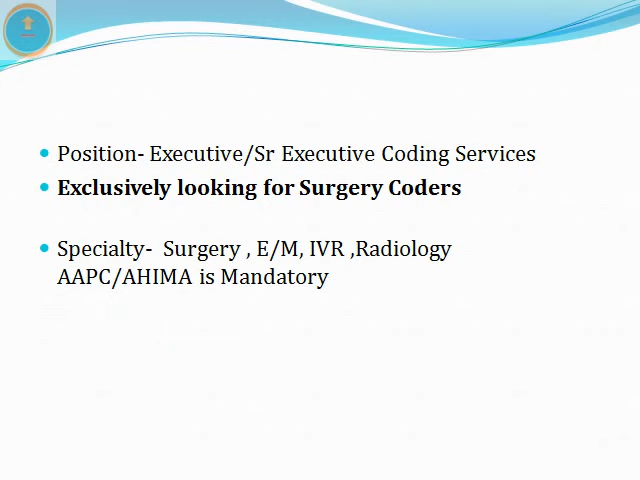 Position- Executive/Sr Executive Coding Services
Exclusively looking for Surgery Coders
Specialty-  Surgery , E/M, IVR ,Radiology
AAPC/AHIMA is Mandatory